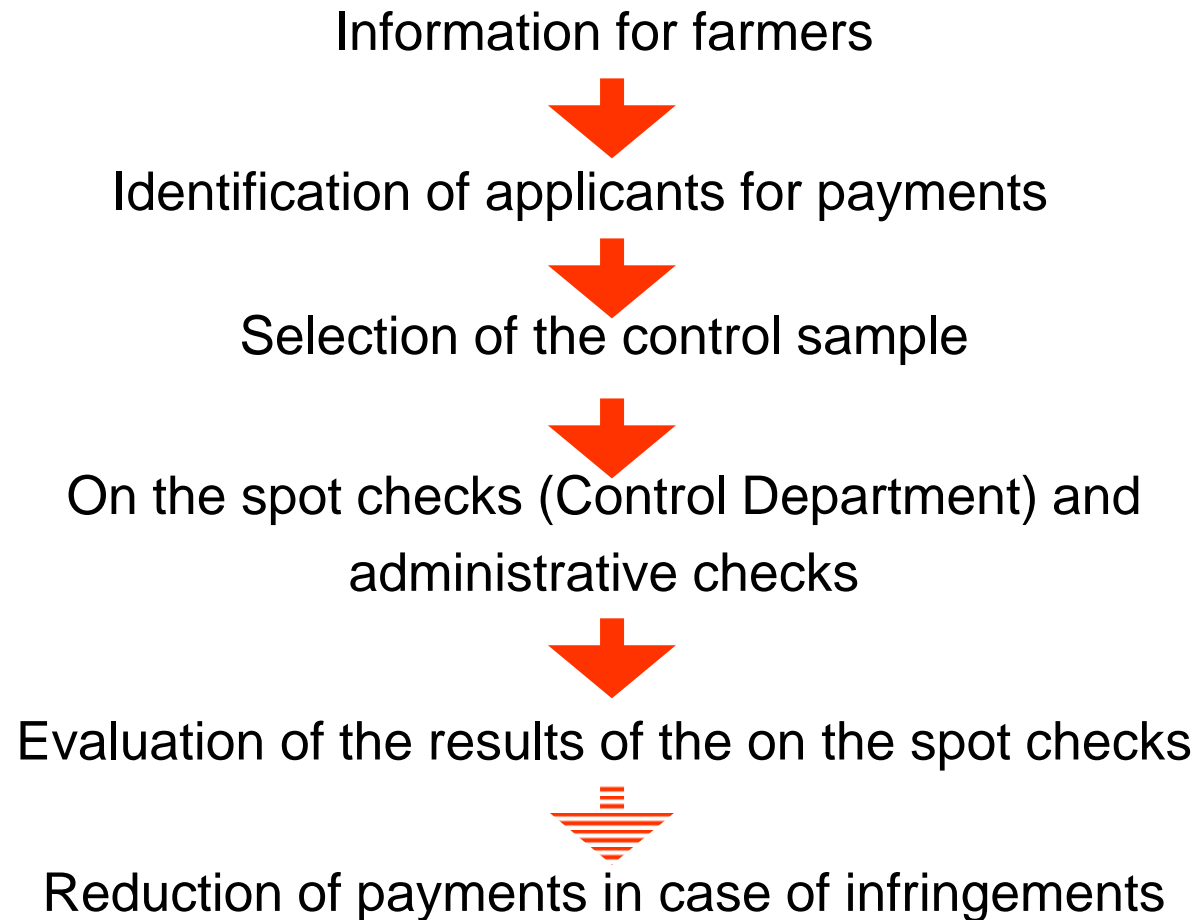 Information for farmers
Identification of applicants for payments
Selection of the control sample
On the spot checks (Control Department) and
administrative checks
Evaluation of the results of the on the spot checks
Reduction of payments in case of infringements